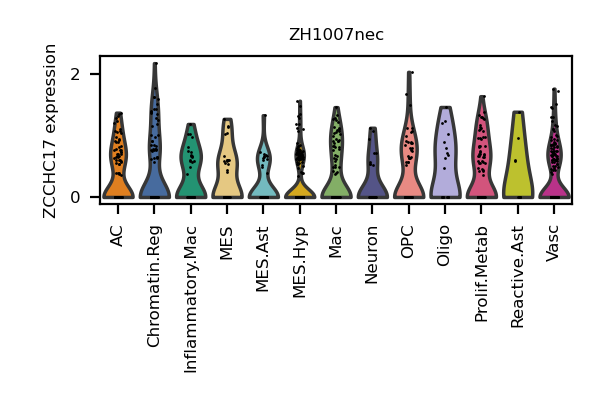 ZH1007nec
ZCCHC17 expression
2
0
AC
Chromatin.Reg
Inflammatory.Mac
MES
MES.Ast
MES.Hyp
Mac
Neuron
OPC
Oligo
Prolif.Metab
Reactive.Ast
Vasc